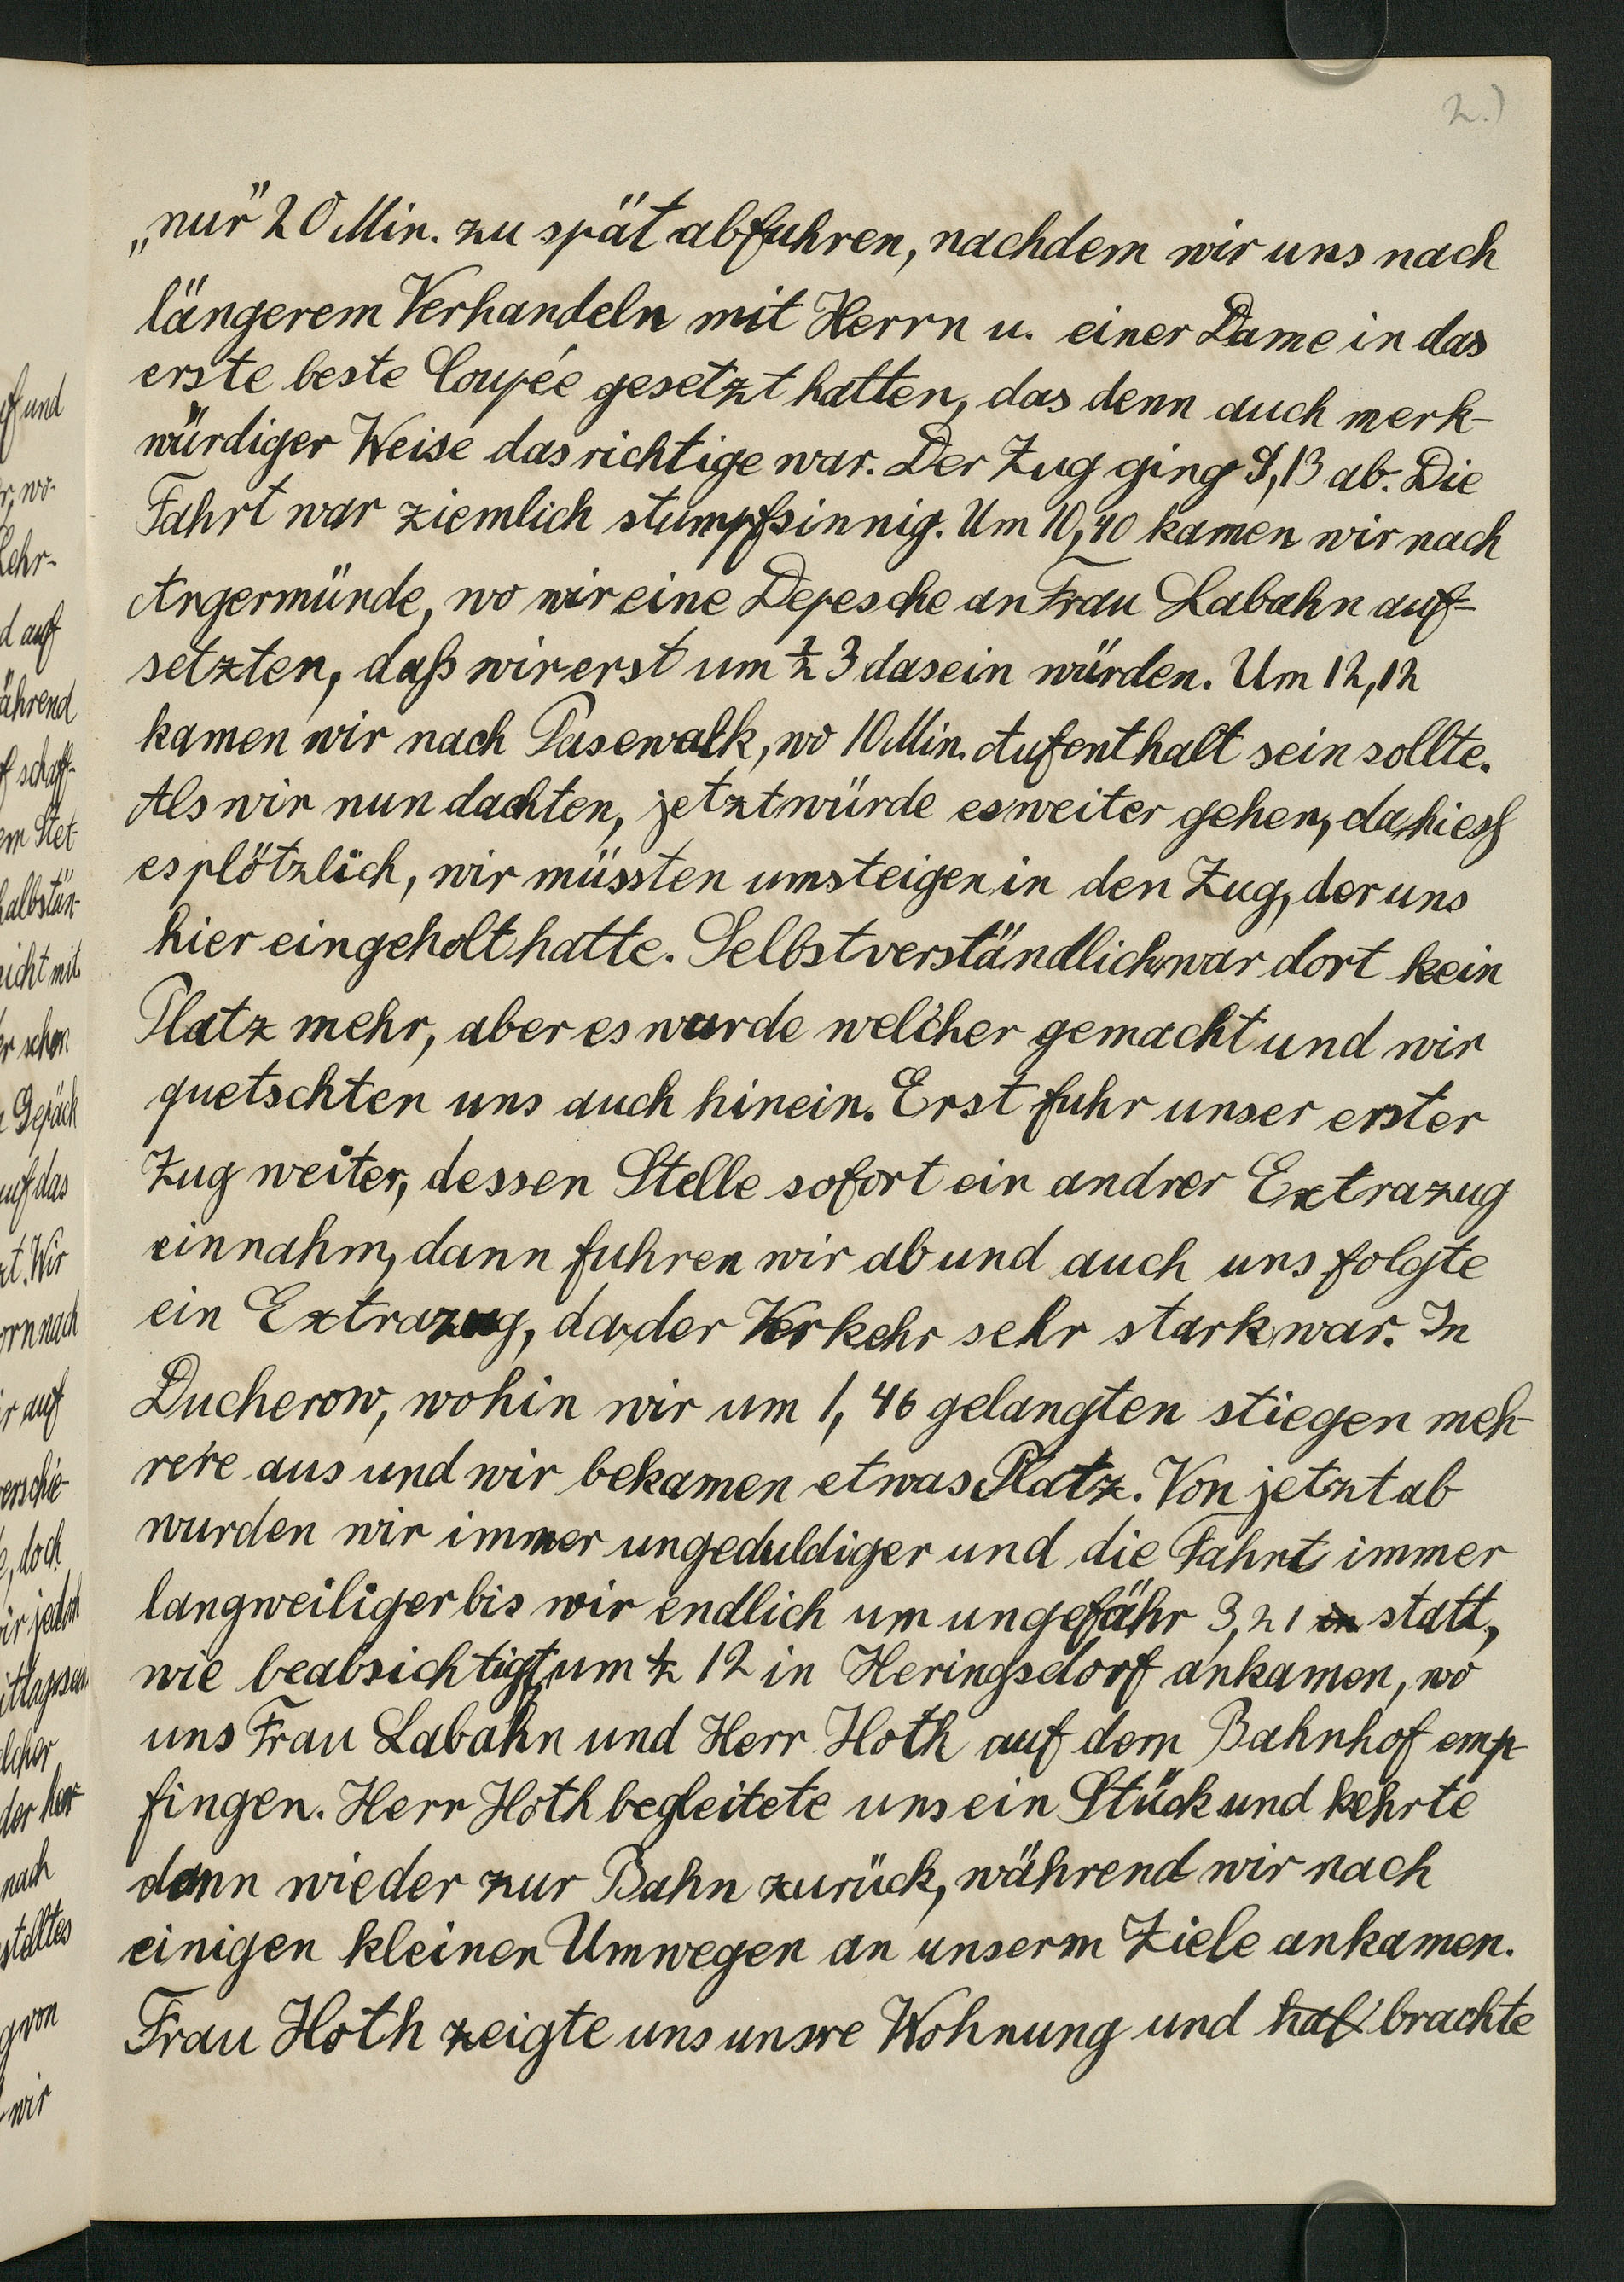 2.)
„nur" 20 Min. zu spät abfuhren, nachdem wir uns nach
längerem Verhandeln mit Herrn u. einer Dame in das
erste beste Coupée gesetzt hatten, das denn auch merk-
würdiger Weise das richtige war. Der Zug ging 9,13 ab. Die
Fahrt war ziemlich stumpfsinnig. Um 10,40 kamen wir nach
Angermünde, wo wir eine Depesche an Frau Labahn auf-
setzten, daß wir erst um ½ 3 dasein würden. Um 12,12
kamen wir nach Pasewalk, wo 10 Min. Aufenthalt sein sollte.
Als wir nun dachten, jetzt würde es weiter gehen, da hiess
es plötzlich, wir müssten umsteigen in den Zug, der uns
hier eingeholt hatte. Selbstverständlich war dort kein
Platz mehr, aber es wurde welcher gemacht und wir
quetschten uns auch hinein. Erst fuhr unser erster
Zug weiter, dessen Stelle sofort ein andrer Extrazug
einnahm, dann fuhren wir ab und auch uns folgte
ein Extrazug, da der Verkehr sehr stark war. In
Ducherow, wohin wir um 1,46 gelangten stiegen meh-
rere aus und wir bekamen etwas Platz. Von jetzt ab
wurden wir immer ungeduldiger und die Fahrt immer
langweiliger bis wir endlich um ungefähr 3,21 in statt,
wie beabsichtigt, um ½ 12 in Heringsdorf ankamen, wo
uns Frau Labahn und Herr Hoth auf dem Bahnhof emp-
fingen. Herr Hoth begleitete uns ein Stück und kehrte
dann wieder zur Bahn zurück, während wir nach
einigen kleinen Umwegen an unserm Ziele ankamen.
Frau Hoth zeigte uns unsre Wohnung und brachte